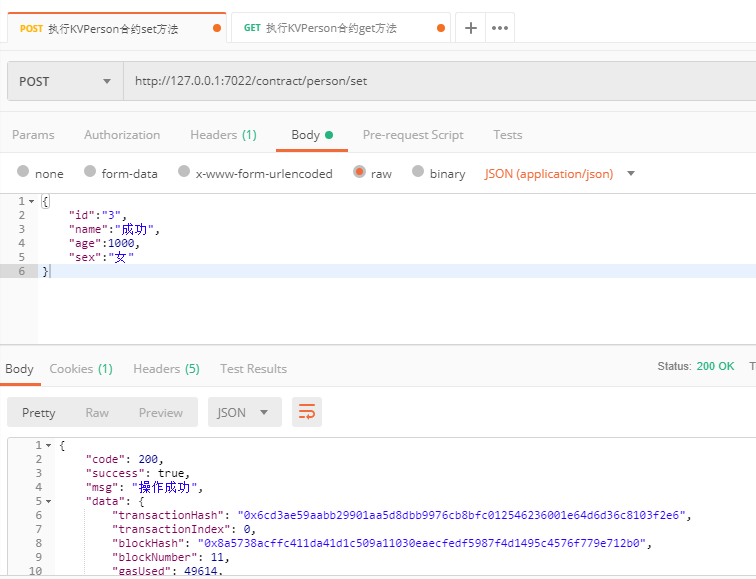 POST 执行KVPerson合约set方法 GET 执行KVPerson合约get方法 + •••
POST http://127.0.0.1:7022/contract/person/set
Params Authorization Headers (1) Body Pre-request Script Tests
none form-data x-www-form-urlencoded raw binary JSON (application/json)
1 {
2 "id":"3",
3 "name":"成功",
4 "age":1000,
5 "sex":"女"
6 }
Body Cookies (1) Headers (5) Test Results Status: 200 OK T
Pretty Raw Preview JSON
1 {
2 "code": 200,
3 "success": true,
4 "msg": "操作成功",
5 "data": {
6 "transactionHash": "0x6cd3ae59aabb29901aa5d8dbb9976cb8bfc012546236001e64d6d36c8103f2e6",
7 "transactionIndex": 0,
8 "blockHash": "0x8a5738acffc411da41d1c509a11030eaecfedf5987f4d1495c4576f779e712b0",
9 "blockNumber": 11,
10 "gasUsed": 49614,